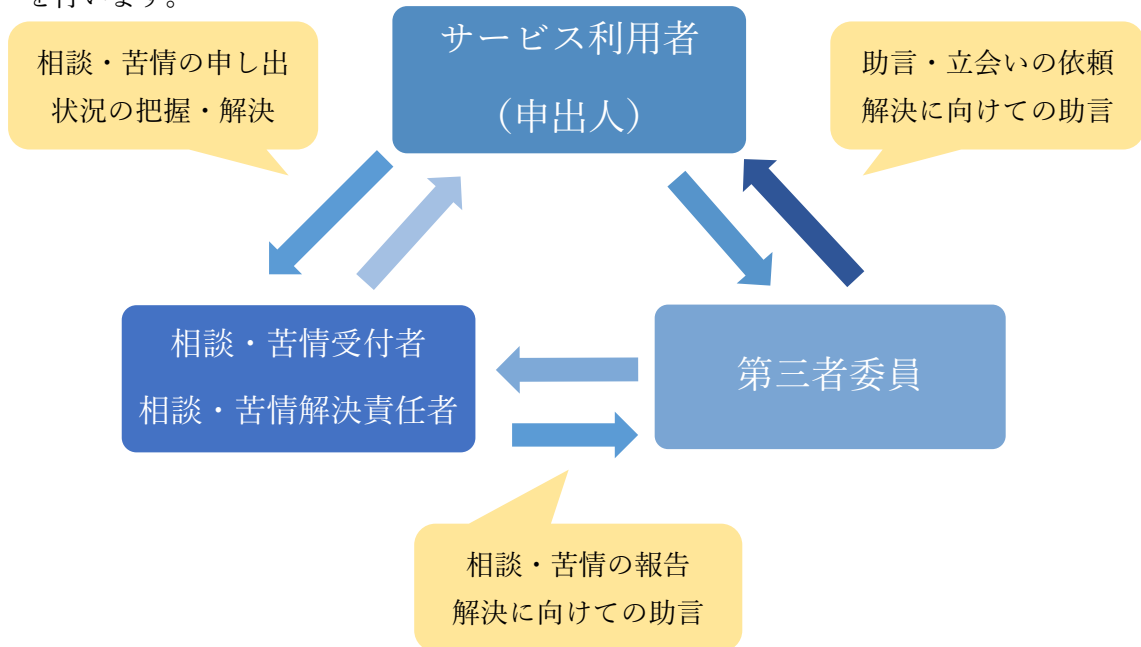 を行います。
サービス利用者
（申出人）
相談・苦情の申し出
状況の把握・解決
助言・立会いの依頼
解決に向けての助言
相談・苦情受付者
相談・苦情解決責任者
第三者委員
相談・苦情の報告
解決に向けての助言